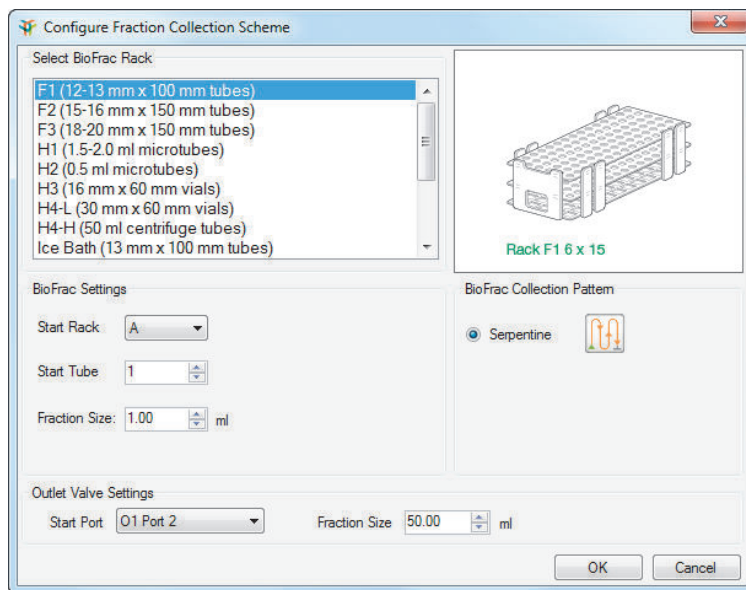 Configure Fraction Collection Scheme
Select BioFrac Rack
F1 (12-13 mm x 100 mm tubes)
F2 (15-16 mm x 150 mm tubes)
F3 (18-20 mm x 150 mm tubes)
H1 (1.5-2.0 ml microtubes)
H2 (0.5 ml microtubes)
H3 (16 mm x 60 mm vials)
H4-L (30 mm x 60 mm vials)
H4-H (50 ml centrifuge tubes)
Ice Bath (13 mm x 100 mm tubes)
Rack F1 6 x 15
BioFrac Settings
Start Rack A
Start Tube 1
Fraction Size: 1.00 ml
BioFrac Collection Pattern
Serpentine
Outlet Valve Settings
Start Port O1 Port 2 Fraction Size 50.00 ml
OK Cancel